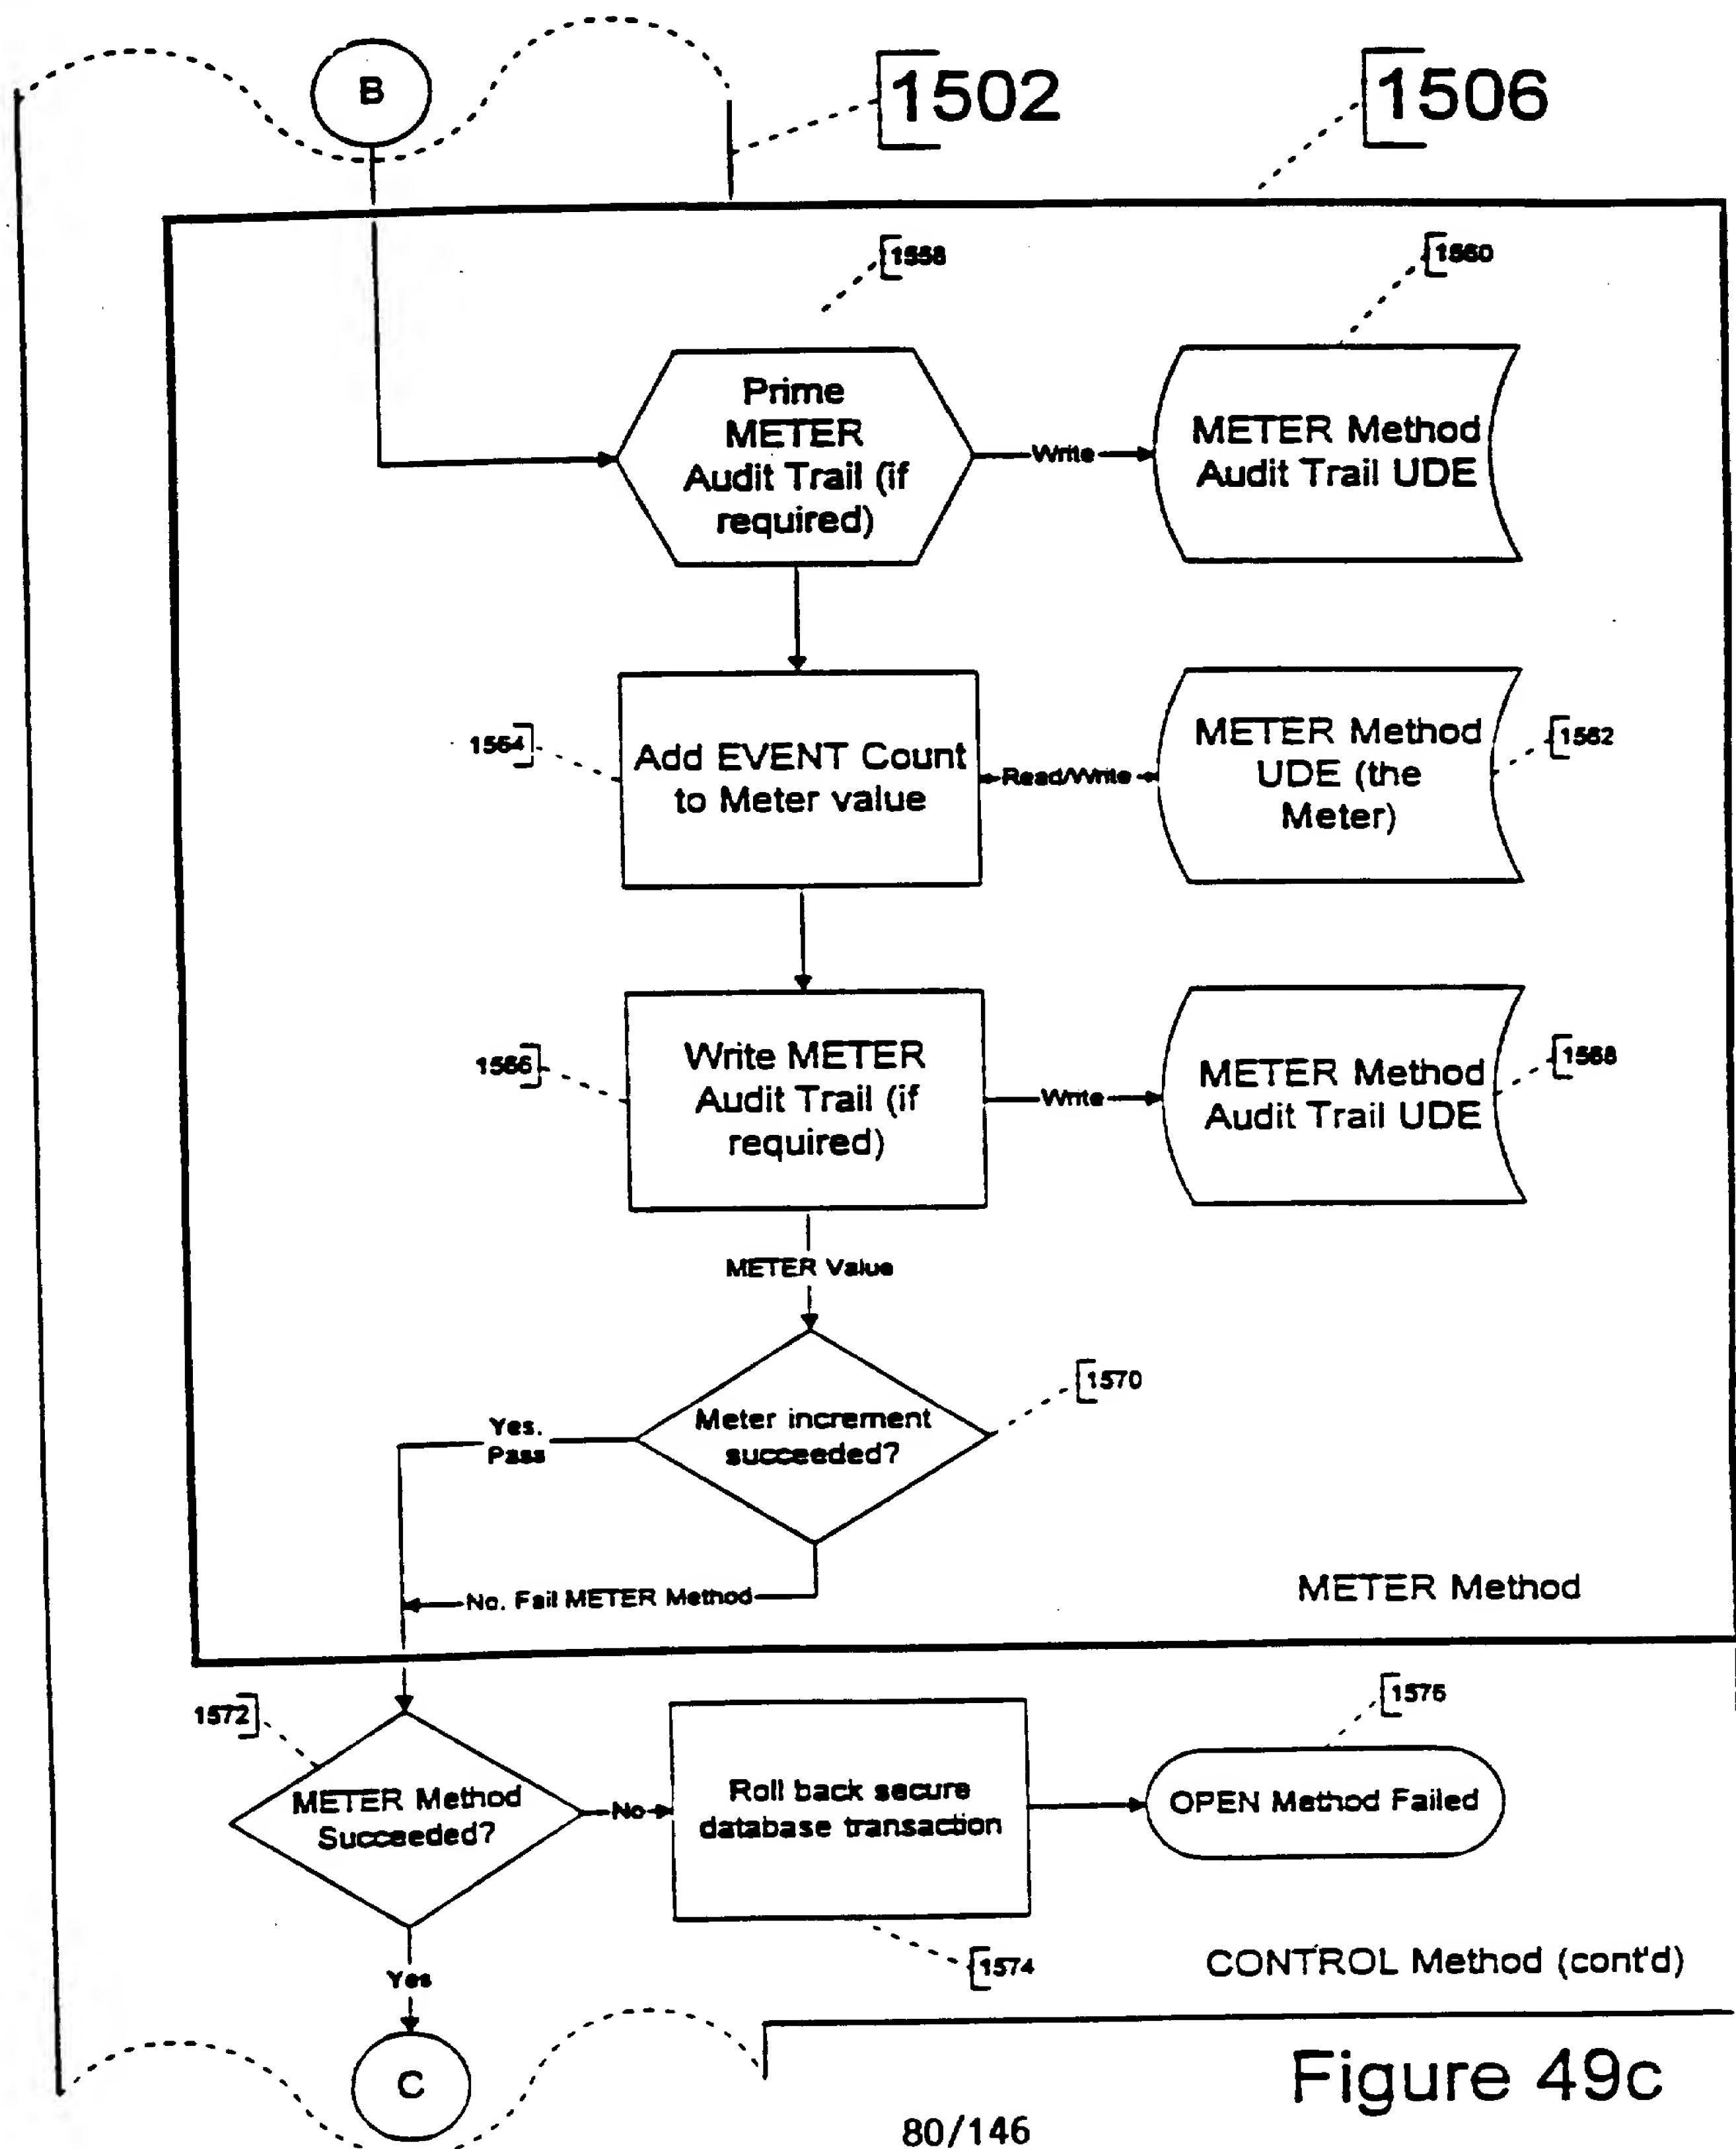 B
1502
1506
1558
1560
Prime
METER
Audit Trail (if
required)
Write
METER Method
Audit Trail UDE
1564
Add EVENT Count
to Meter value
Read/Write
METER Method
UDE (the
Meter)
1562
1566
Write METER
Audit Trail (if
required)
Write
METER Method
Audit Trail UDE
1568
METER Value
1570
Meter increment
succeeded?
Yes.
Pass
No. Fail METER Method
METER Method
1572
METER Method
Succeeded?
No
Roll back secure
database transaction
1576
OPEN Method Failed
1574
CONTROL Method (cont'd)
Yes
C
Figure 49c
80/146